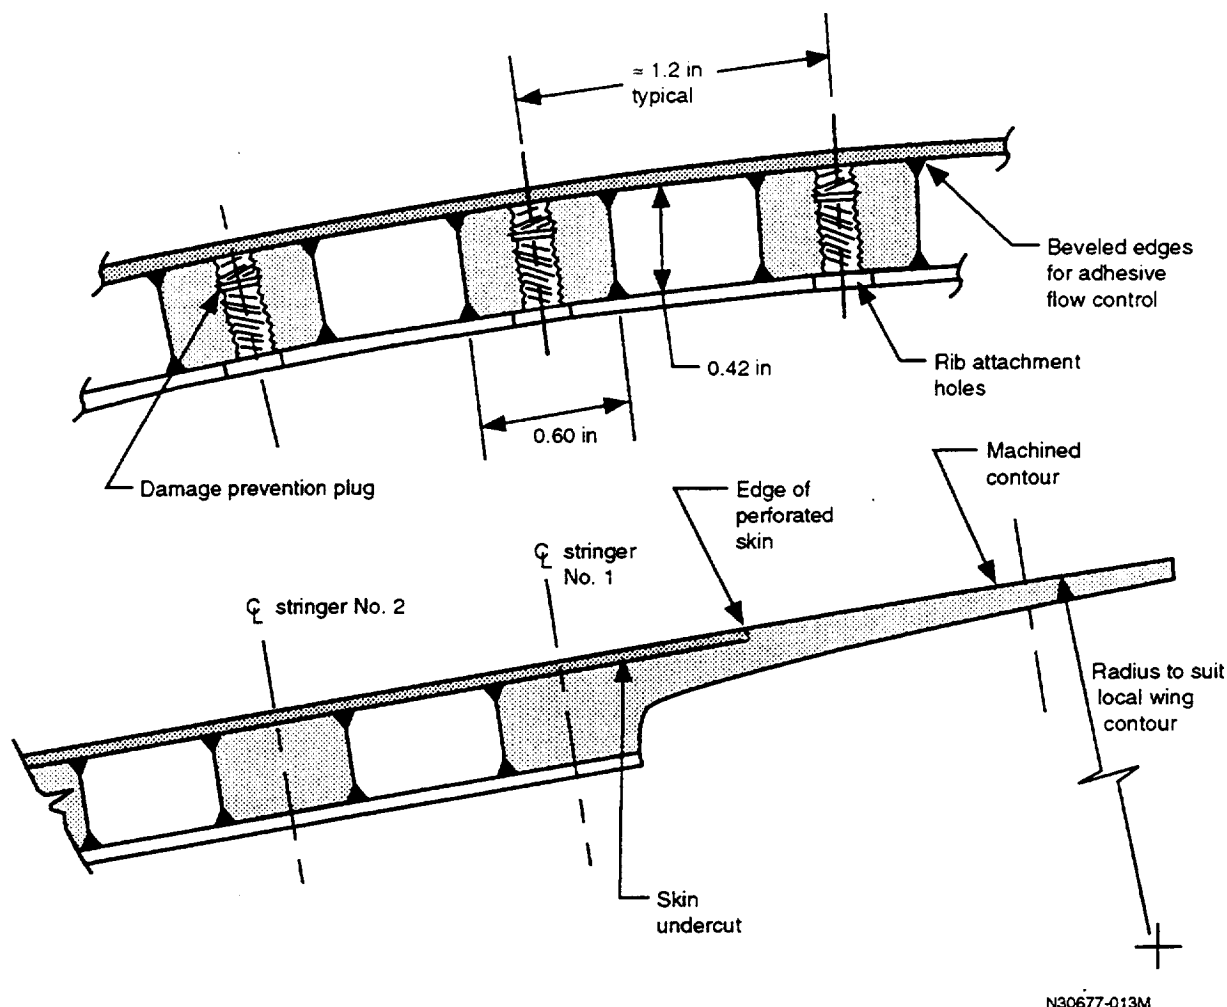 ≈ 1.2 in
typical
Beveled edges
for adhesive
flow control
0.42 in
Rib attachment
holes
0.60 in
Damage prevention plug
Machined
contour
Edge of
perforated
skin
℄ stringer
No. 1
℄ stringer No. 2
Radius to suit
local wing
contour
Skin
undercut
N30677-013M